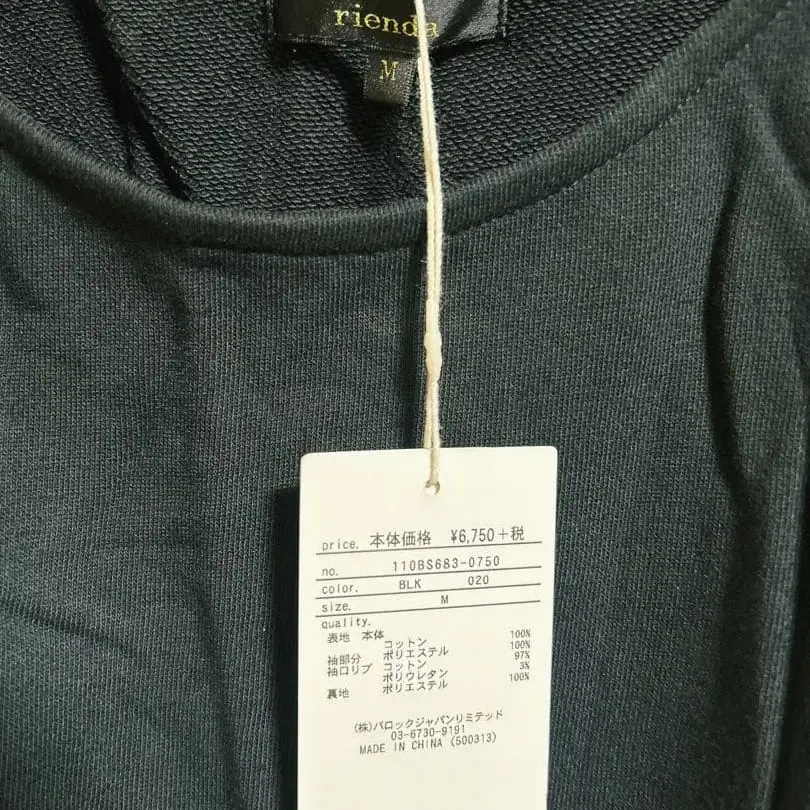 rienda
M
price. 本体価格 ¥6,750+税
no. 110BS683-0750
color. BLK 020
size. M
quality.
表地 本体 コットン 100%
袖部分 ポリエステル 100%
袖口リブ コットン 97%
ポリウレタン 3%
裏地 ポリエステル 100%
(株)バロックジャパンリミテッド
03-6730-9191
MADE IN CHINA (500313)